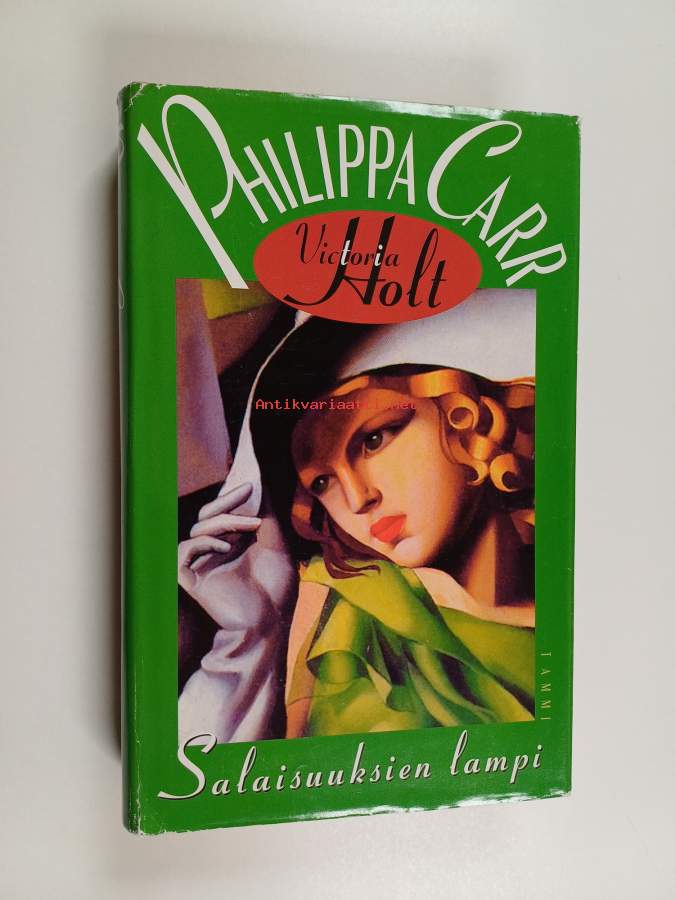 PHILIPPA CARR
Victoria
Holt
Antikvariaatti.net
TAMMI
Salaisuuksien lampi